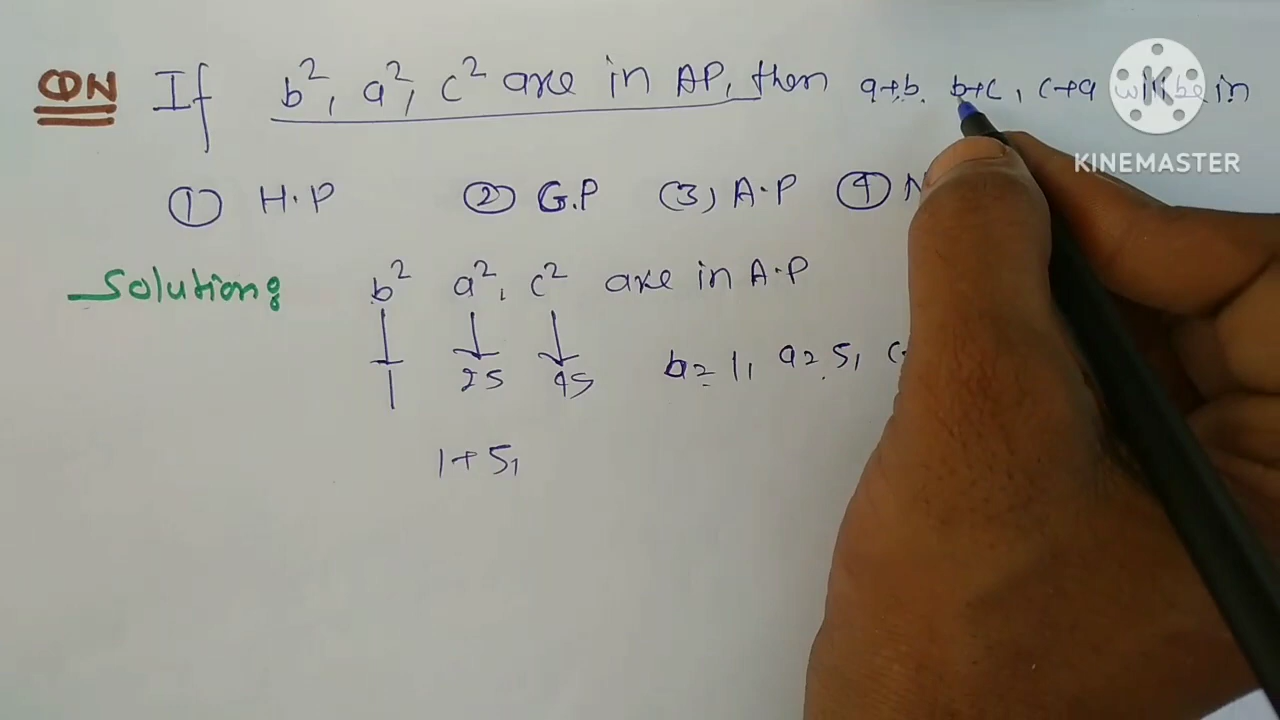 QN If b², a², c² are in AP, then a+b, b+c, c+a will be in
KINEMASTER
① H.P ② G.P (3) A.P ④ N
Solution: b² a², c² are in A.P
1 25 49
b = 1, a = 5, c
1+5,